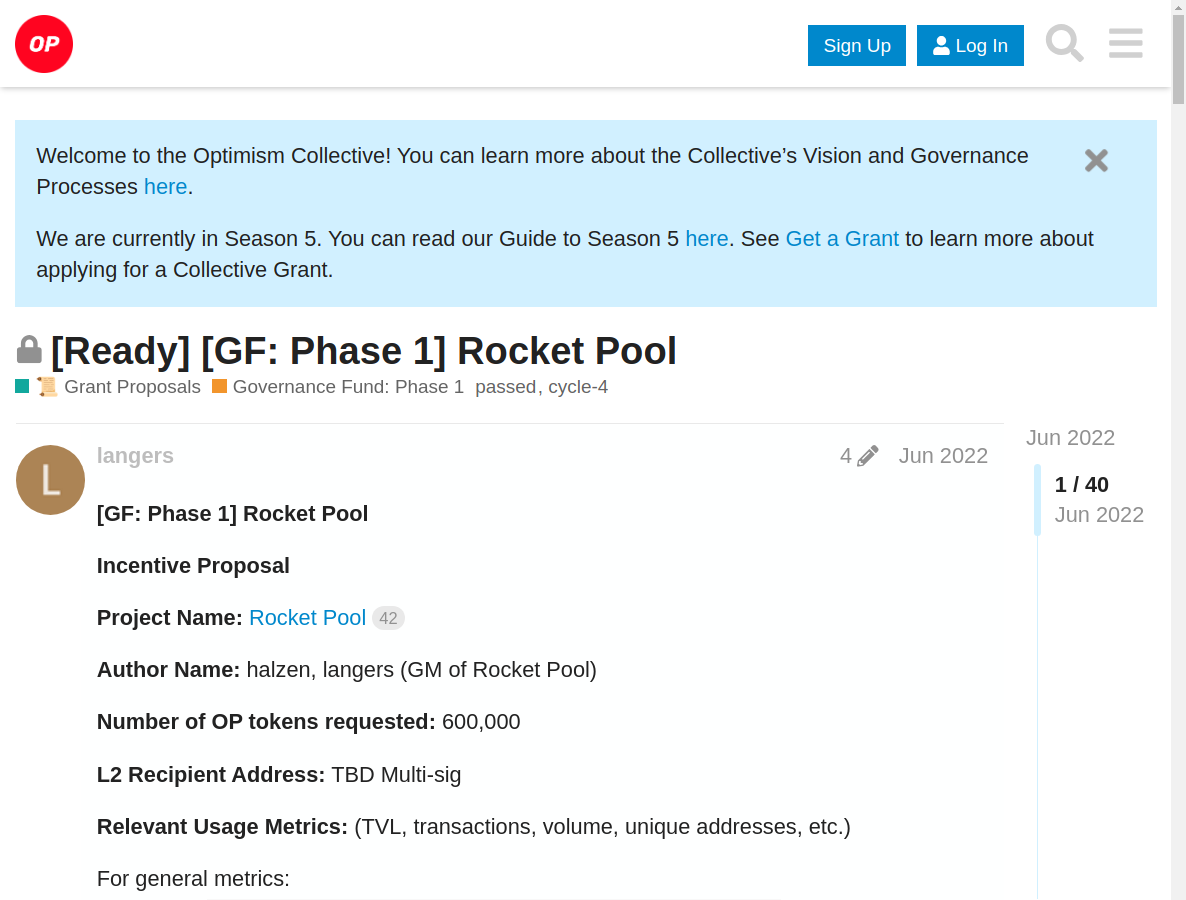 OP
Sign Up
Log In
Welcome to the Optimism Collective! You can learn more about the Collective’s Vision and Governance
Processes here.
We are currently in Season 5. You can read our Guide to Season 5 here. See Get a Grant to learn more about
applying for a Collective Grant.
[Ready] [GF: Phase 1] Rocket Pool
Grant Proposals Governance Fund: Phase 1 passed, cycle-4
L
langers
4 Jun 2022
Jun 2022
1 / 40
Jun 2022
[GF: Phase 1] Rocket Pool
Incentive Proposal
Project Name: Rocket Pool 42
Author Name: halzen, langers (GM of Rocket Pool)
Number of OP tokens requested: 600,000
L2 Recipient Address: TBD Multi-sig
Relevant Usage Metrics: (TVL, transactions, volume, unique addresses, etc.)
For general metrics: